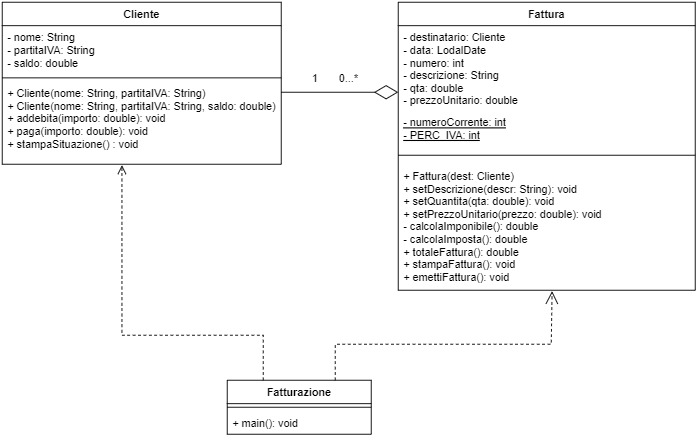 Cliente
- nome: String
- partitaIVA: String
- saldo: double
+ Cliente(nome: String, partitaIVA: String)
+ Cliente(nome: String, partitaIVA: String, saldo: double)
+ addebita(importo: double): void
+ paga(importo: double): void
+ stampaSituazione() : void
1
0...*
Fattura
- destinatario: Cliente
- data: LodalDate
- numero: int
- descrizione: String
- qta: double
- prezzoUnitario: double
- numeroCorrente: int
- PERC_IVA: int
+ Fattura(dest: Cliente)
+ setDescrizione(descr: String): void
+ setQuantita(qta: double): void
+ setPrezzoUnitario(prezzo: double): void
- calcolaImponibile(): double
- calcolaImposta(): double
+ totaleFattura(): double
+ stampaFattura(): void
+ emettiFattura(): void
Fatturazione
+ main(): void